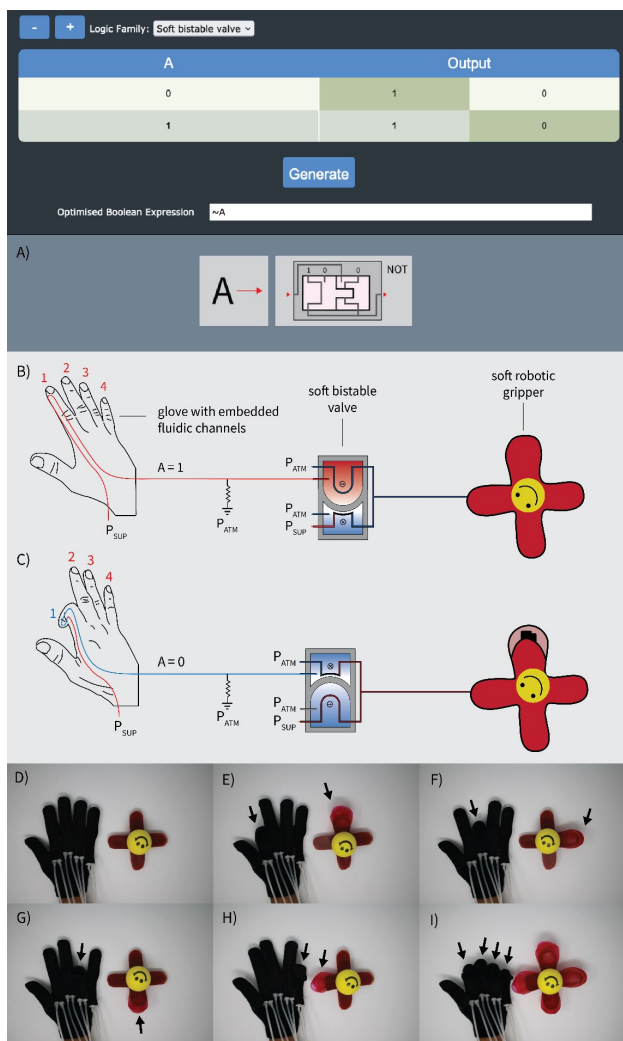 - + Logic Family: Soft bistable valve
A Output
0 1 0
1 1 0
Generate
Optimised Boolean Expression ~A
A)
A
1 0 0 NOT
B)
1 2 3 4
glove with embedded
fluidic channels
soft bistable
valve
soft robotic
gripper
A = 1
P_ATM
P_ATM
P_ATM
P_SUP
P_SUP
C)
1 2 3 4
A = 0
P_ATM
P_ATM
P_ATM
P_SUP
P_SUP
D) E) F)
G) H) I)